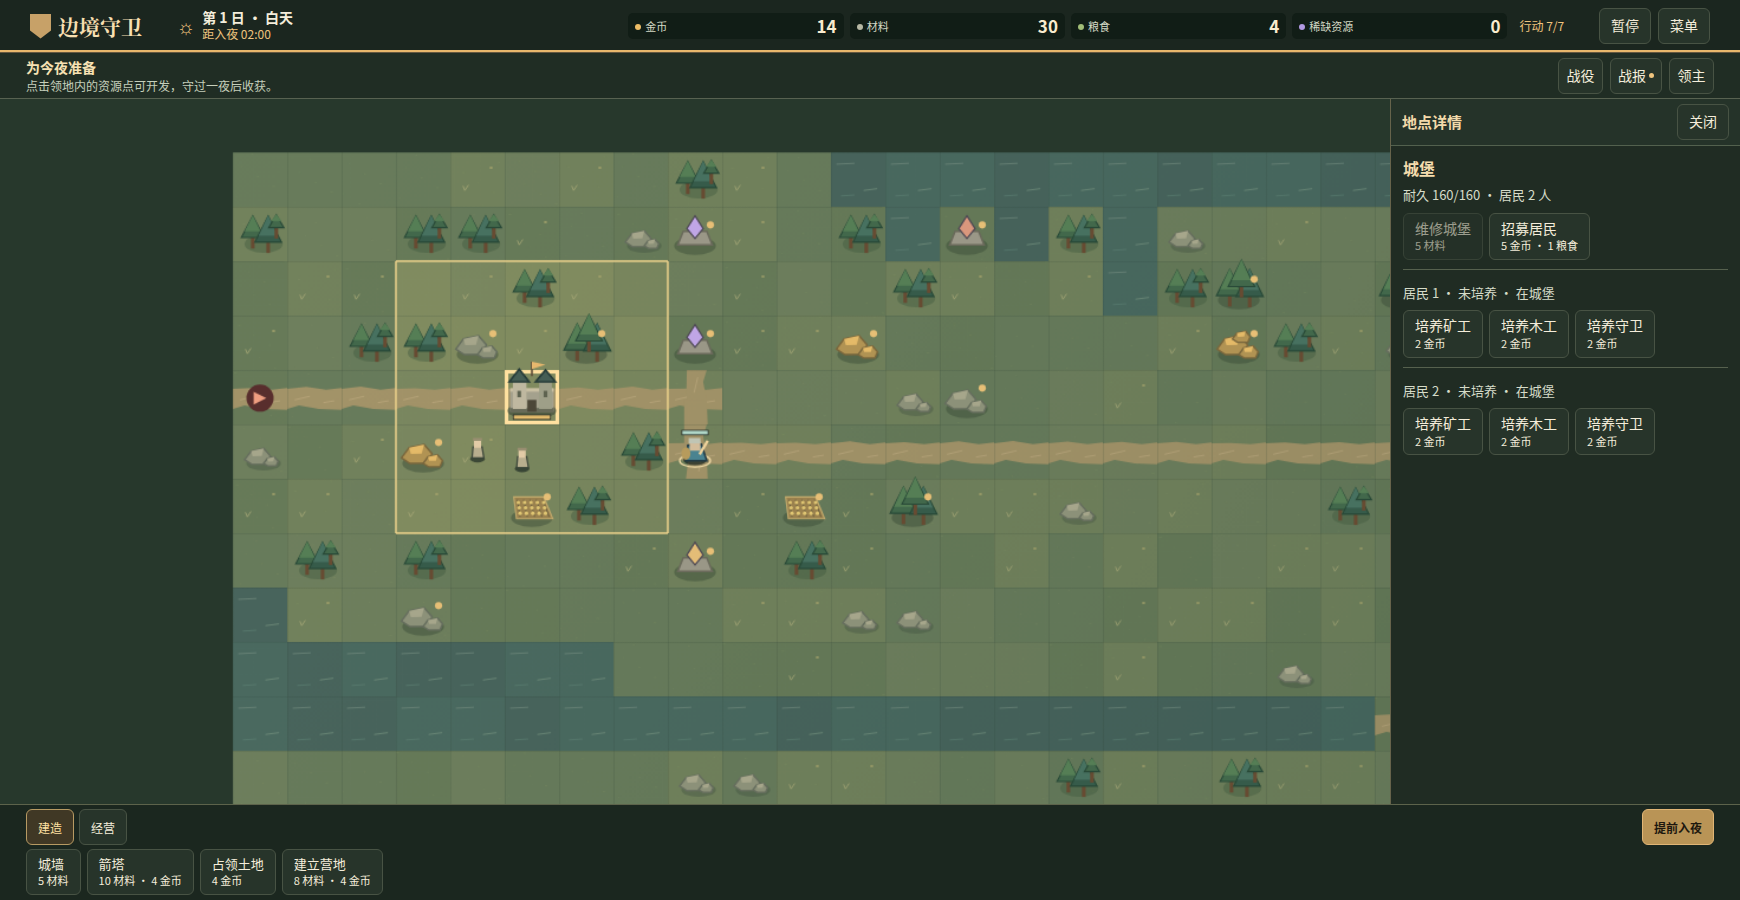 边境守卫
第 1 日 · 白天
距入夜 02:00
金币 14
材料 30
粮食 4
稀缺资源 0
行动 7/7
暂停
菜单
为今夜准备
点击领地内的资源点可开发，守过一夜后收获。
战役
战报
领主
地点详情
关闭
城堡
耐久 160/160 · 居民 2 人
维修城堡
5 材料
招募居民
5 金币 · 1 粮食
居民 1 · 未培养 · 在城堡
培养矿工
2 金币
培养木工
2 金币
培养守卫
2 金币
居民 2 · 未培养 · 在城堡
培养矿工
2 金币
培养木工
2 金币
培养守卫
2 金币
建造
经营
提前入夜
城墙
5 材料
箭塔
10 材料 · 4 金币
占领土地
4 金币
建立营地
8 材料 · 4 金币